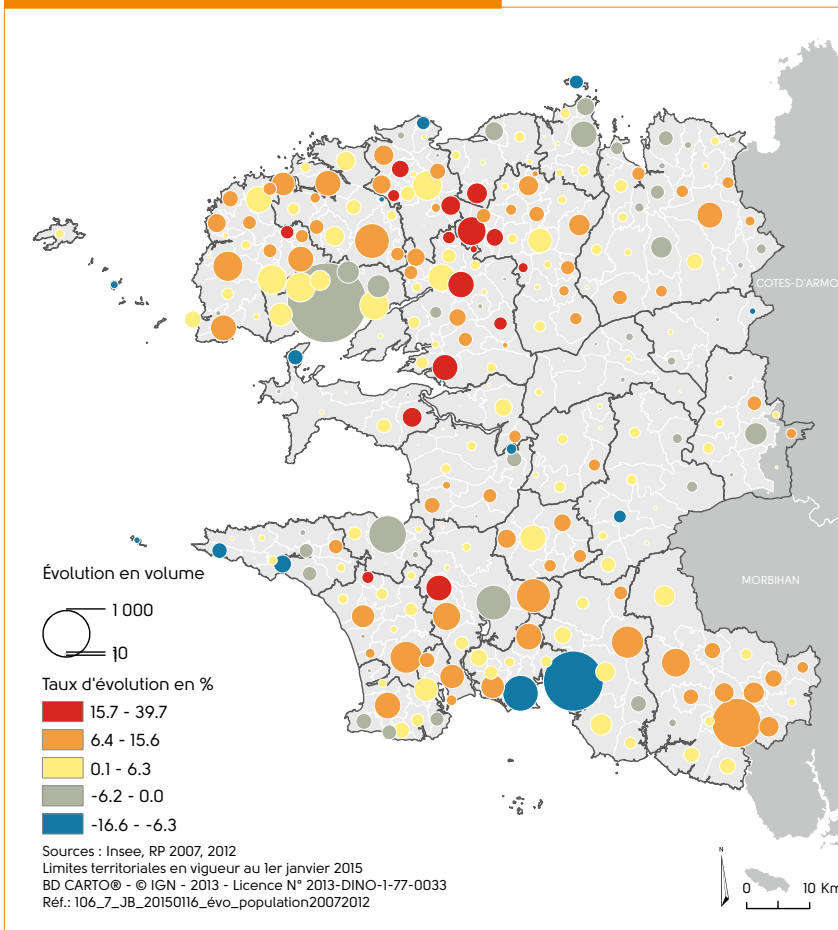 COTES-D'ARMO
MORBIHAN
Évolution en volume
1 000
10
Taux d'évolution en %
15.7 - 39.7
6.4 - 15.6
0.1 - 6.3
-6.2 - 0.0
-16.6 - -6.3
Sources : Insee, RP 2007, 2012
Limites territoriales en vigueur au 1er janvier 2015
BD CARTO® - © IGN - 2013 - Licence N° 2013-DINO-1-77-0033
Réf.: 106_7_JB_20150116_évo_population20072012
N
0 10 Km